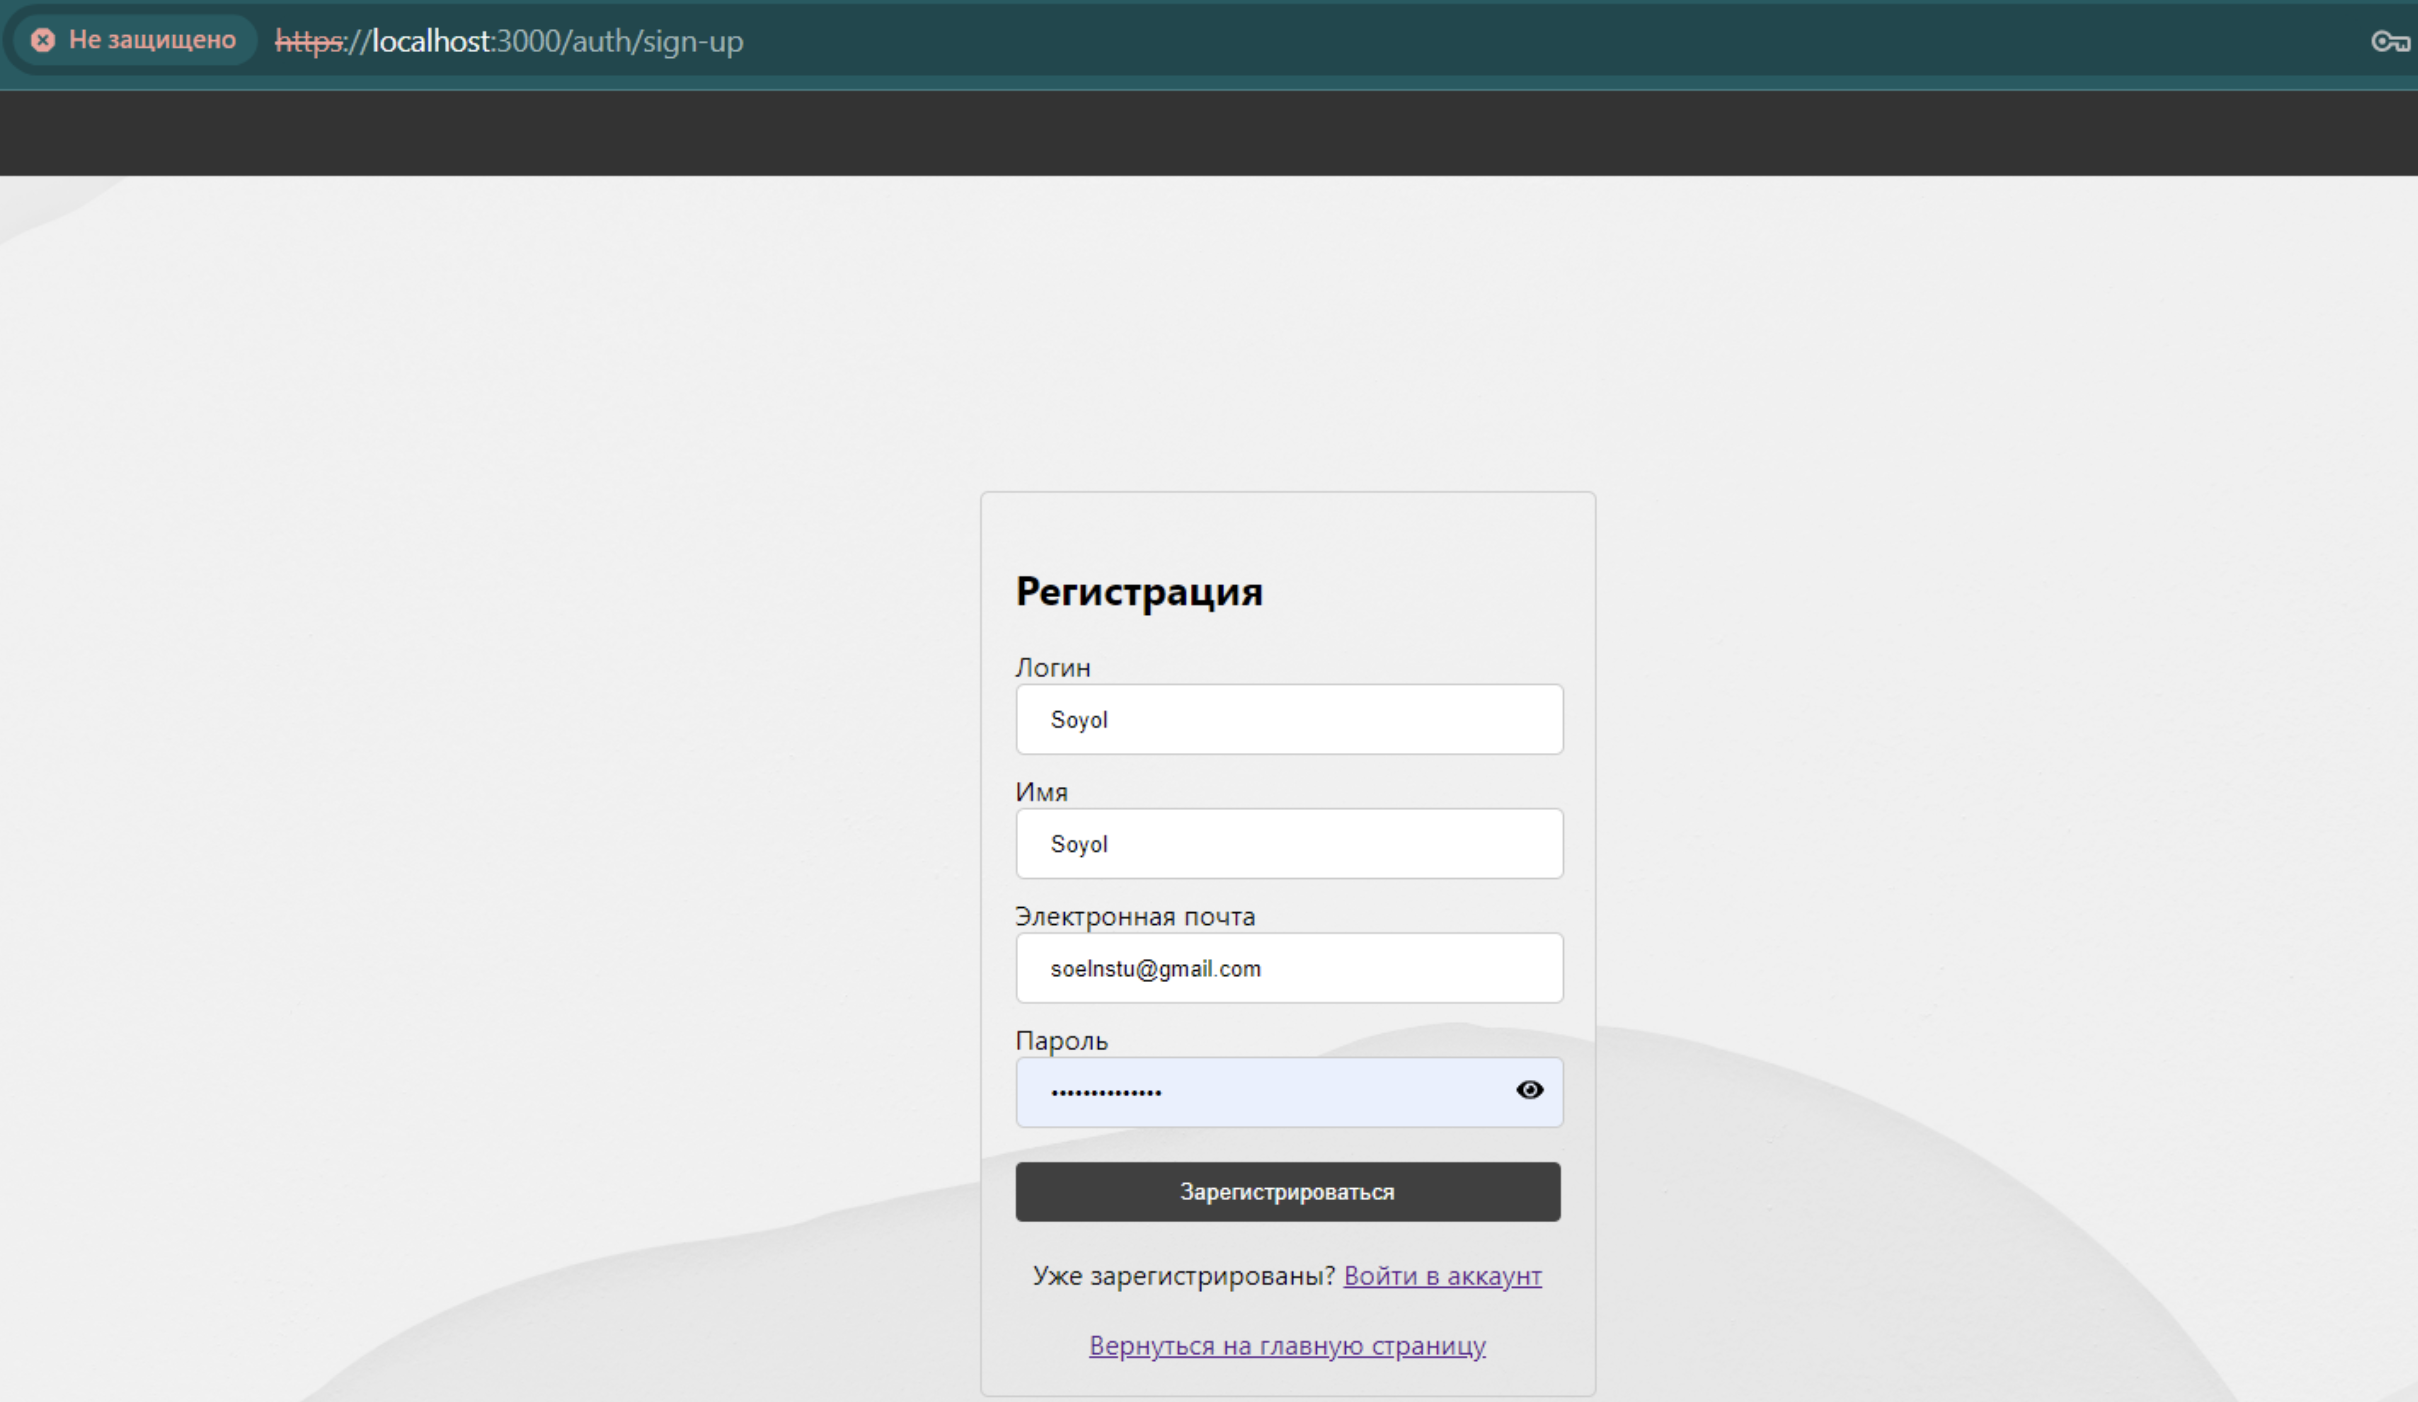 Не защищено https://localhost:3000/auth/sign-up
Регистрация
Логин
Soyol
Имя
Soyol
Электронная почта
soelnstu@gmail.com
Пароль
••••••••••••••
Зарегистрироваться
Уже зарегистрированы? Войти в аккаунт
Вернуться на главную страницу